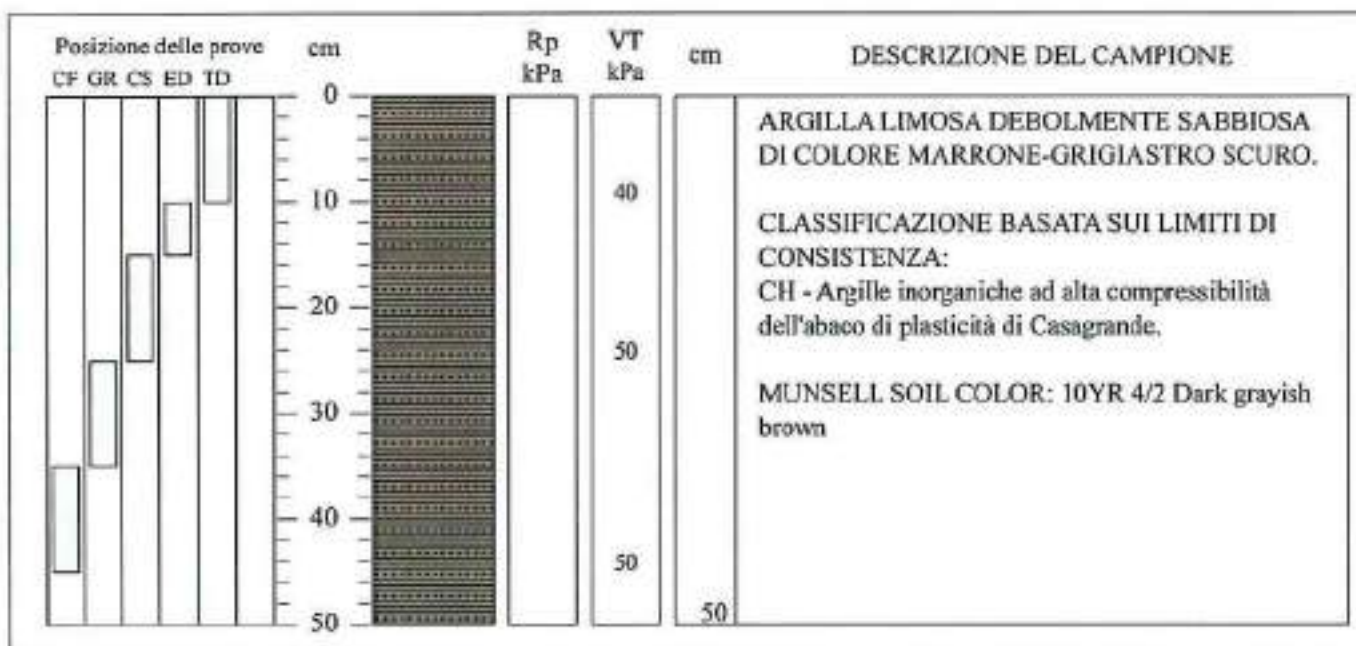 Posizione delle prove
CF GR CS ED TD
cm
Rp
kPa
VT
kPa
cm
DESCRIZIONE DEL CAMPIONE
0
10
20
30
40
50
40
50
50
50
ARGILLA LIMOSA DEBOLMENTE SABBIOSA
DI COLORE MARRONE-GRIGIASTRO SCURO.
CLASSIFICAZIONE BASATA SUI LIMITI DI
CONSISTENZA:
CH - Argille inorganiche ad alta compressibilità
dell'abaco di plasticità di Casagrande.
MUNSELL SOIL COLOR: 10YR 4/2 Dark grayish
brown